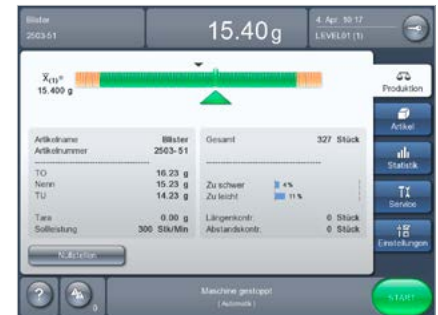 Blister
2503-51
15.40 g
4. Apr. 10:17
LEVEL01 (1)
X(1)=
15.400 g
Produktion
Artikel
Statistik
Service
Einstellungen
Artikelname Blister
Artikelnummer 2503-51
TO 16.23 g
Nenn 15.23 g
TU 14.23 g
Tara 0.00 g
Sollleistung 300 Stk/Min
Gesamt 327 Stück
Zu schwer 4%
Zu leicht 11%
Längenkontr. 0 Stück
Abstandskontr. 0 Stück
Nullstellen
?
0
Maschine gestoppt
( Automatik )
START